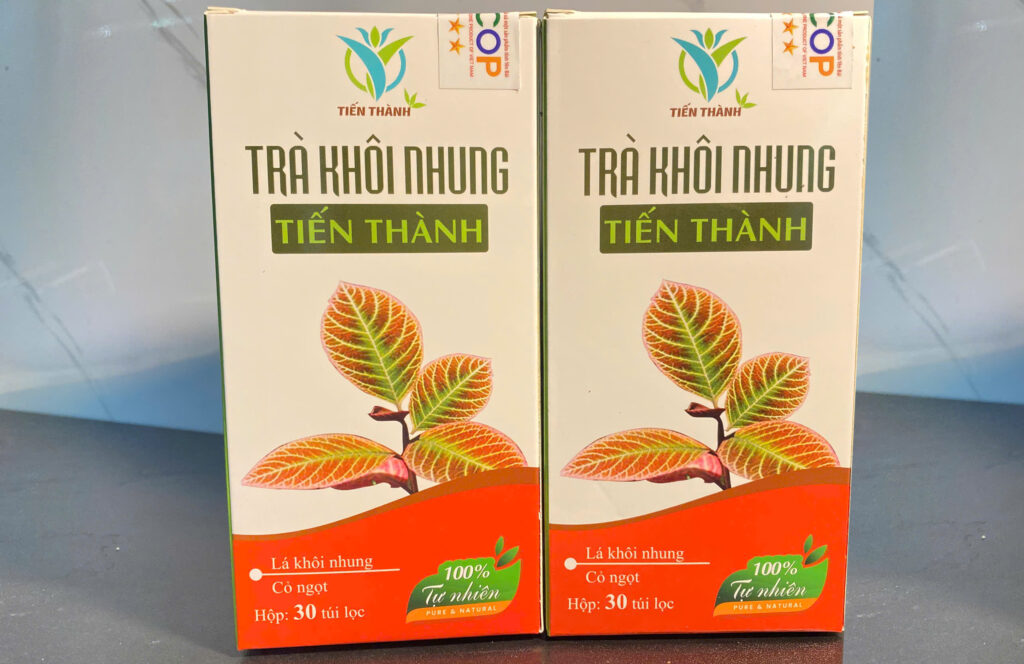 COP
TIẾN THÀNH
TRÀ KHÔI NHUNG
TIẾN THÀNH
Lá khôi nhung
Cỏ ngọt
Hộp: 30 túi lọc
100%
Tự nhiên
PURE & NATURAL
COP
TIẾN THÀNH
TRÀ KHÔI NHUNG
TIẾN THÀNH
Lá khôi nhung
Cỏ ngọt
Hộp: 30 túi lọc
100%
Tự nhiên
PURE & NATURAL